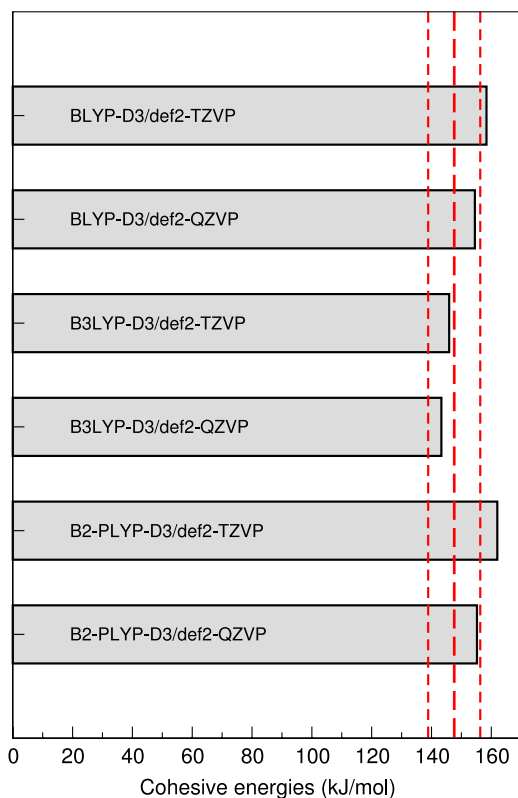 BLYP-D3/def2-TZVP
BLYP-D3/def2-QZVP
B3LYP-D3/def2-TZVP
B3LYP-D3/def2-QZVP
B2-PLYP-D3/def2-TZVP
B2-PLYP-D3/def2-QZVP
0 20 40 60 80 100 120 140 160
Cohesive energies (kJ/mol)